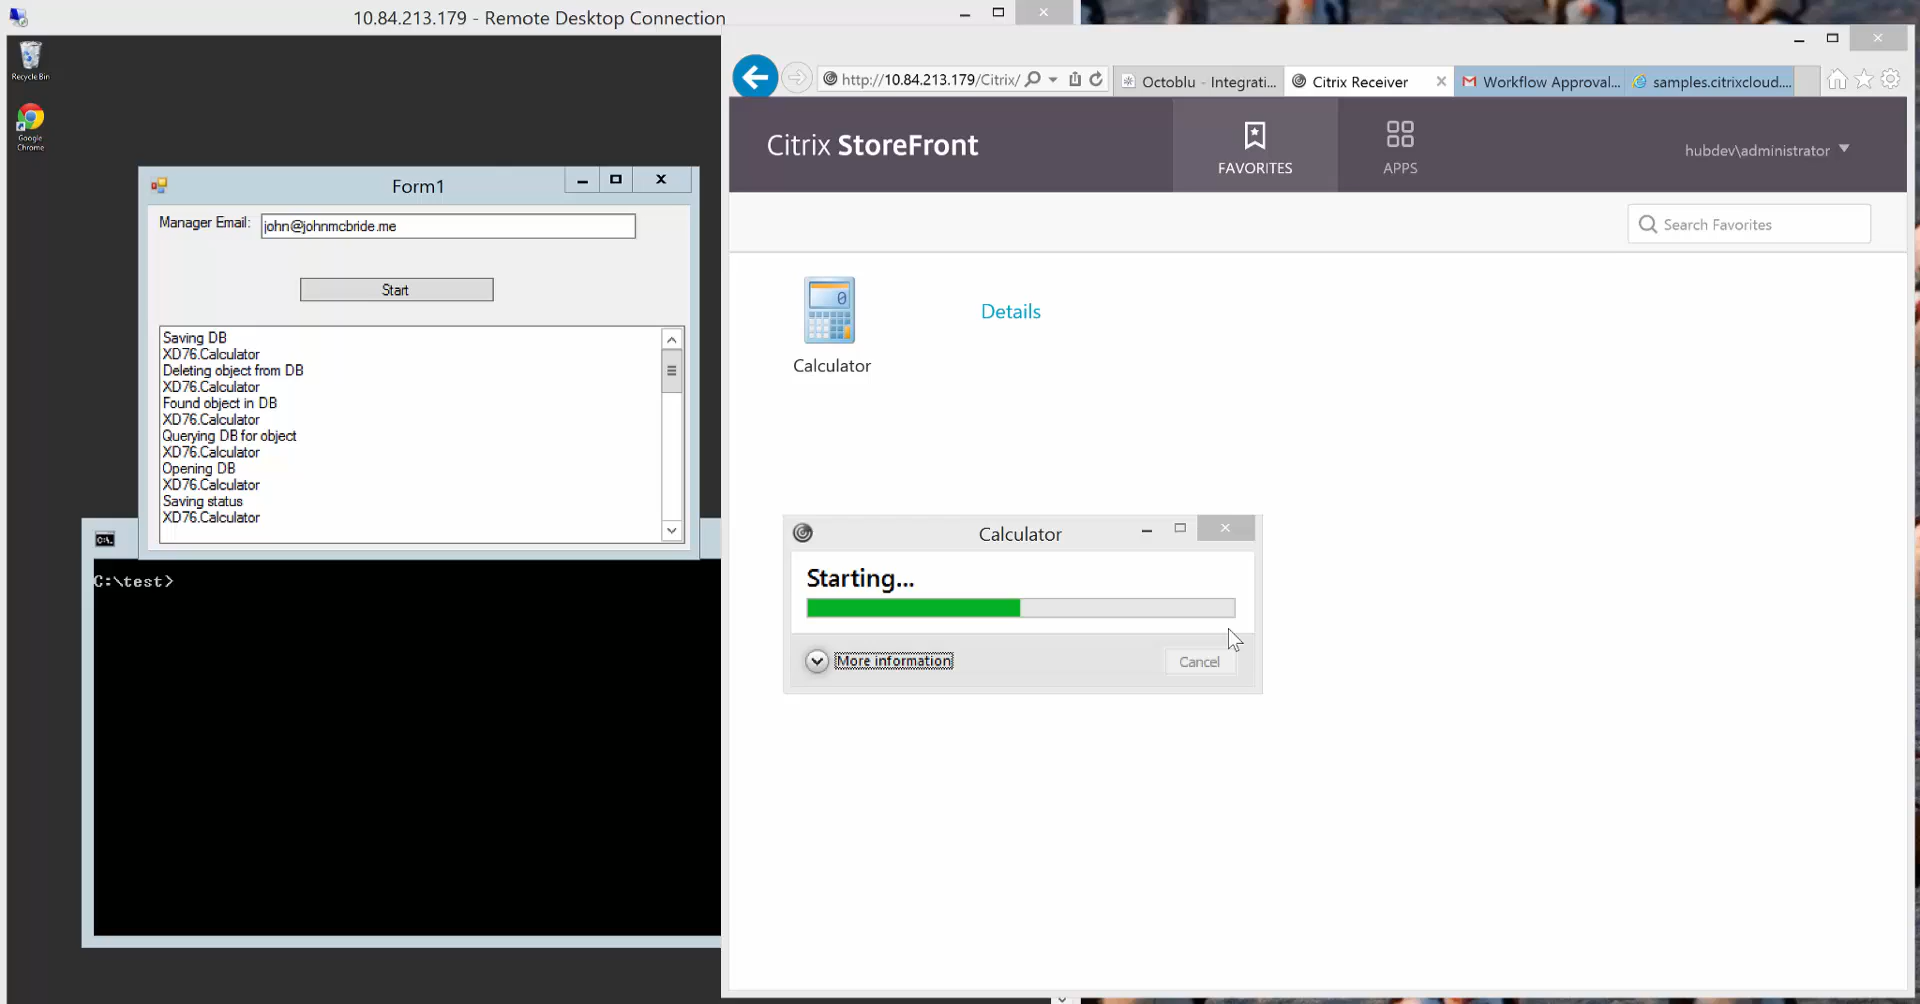 10.84.213.179 - Remote Desktop Connection
Recycle Bin
Google
Chrome
Form1
Manager Email:
john@johnmcbride.me
Start
Saving DB
XD76.Calculator
Deleting object from DB
XD76.Calculator
Found object in DB
XD76.Calculator
Querying DB for object
XD76.Calculator
Opening DB
XD76.Calculator
Saving status
XD76.Calculator
C:\.
C:\test>
http://10.84.213.179/Citrix/
Octoblu - Integrati...
Citrix Receiver
Workflow Approval...
samples.citrixcloud....
Citrix StoreFront
FAVORITES
APPS
hubdev\administrator
Search Favorites
0
Details
Calculator
Calculator
Starting...
More information
Cancel